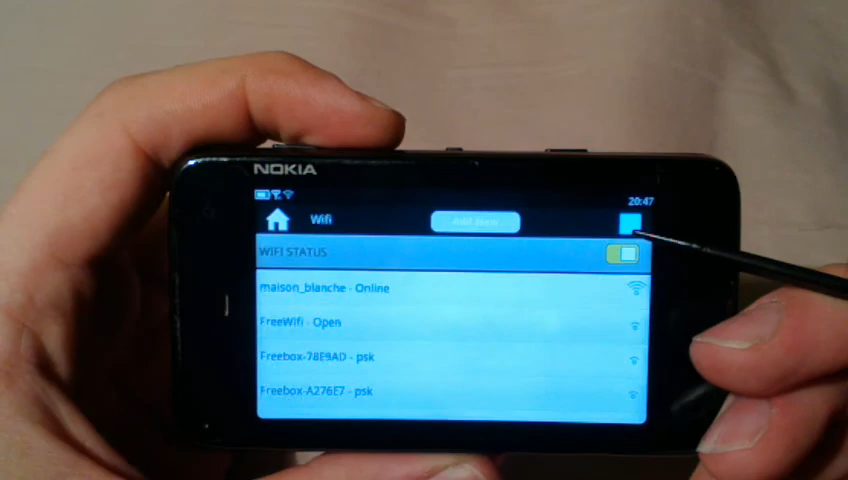 NOKIA
20:47
Wifi
WIFI STATUS
maison_blanche - Online
FreeWifi - Open
Freebox-78E9AD - psk
Freebox-A276E7 - psk